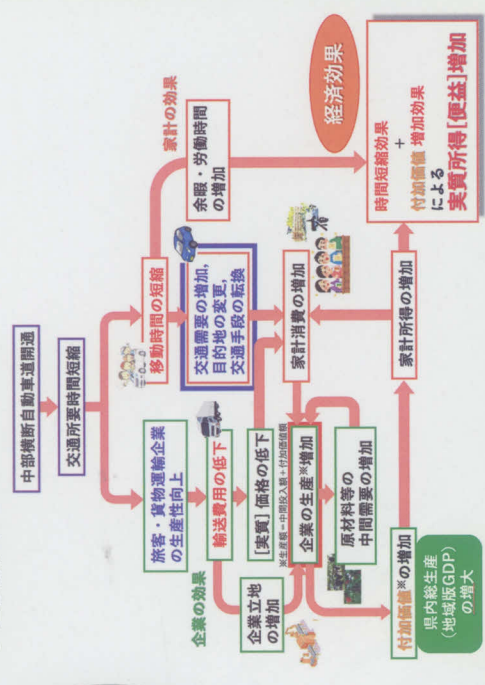 中部横断自動車道開通
交通所要時間短縮
企業の効果
旅客・貨物運輸企業
の生産性向上
輸送費用の低下
企業立地
の増加
[実質]価格の低下
※生産額＝中間投入額＋付加価値額
企業の生産※増加
原材料等の
中間需要の増加
付加価値※の増加
県内総生産
(地域版GDP)
の増大
家計の効果
移動時間の短縮
交通需要の増加,
目的地の変更,
交通手段の転換
余暇・労働時間
の増加
家計消費の増加
家計所得の増加
経済効果
時間短縮効果
+
付加価値 増加効果
による
実質所得[便益]増加